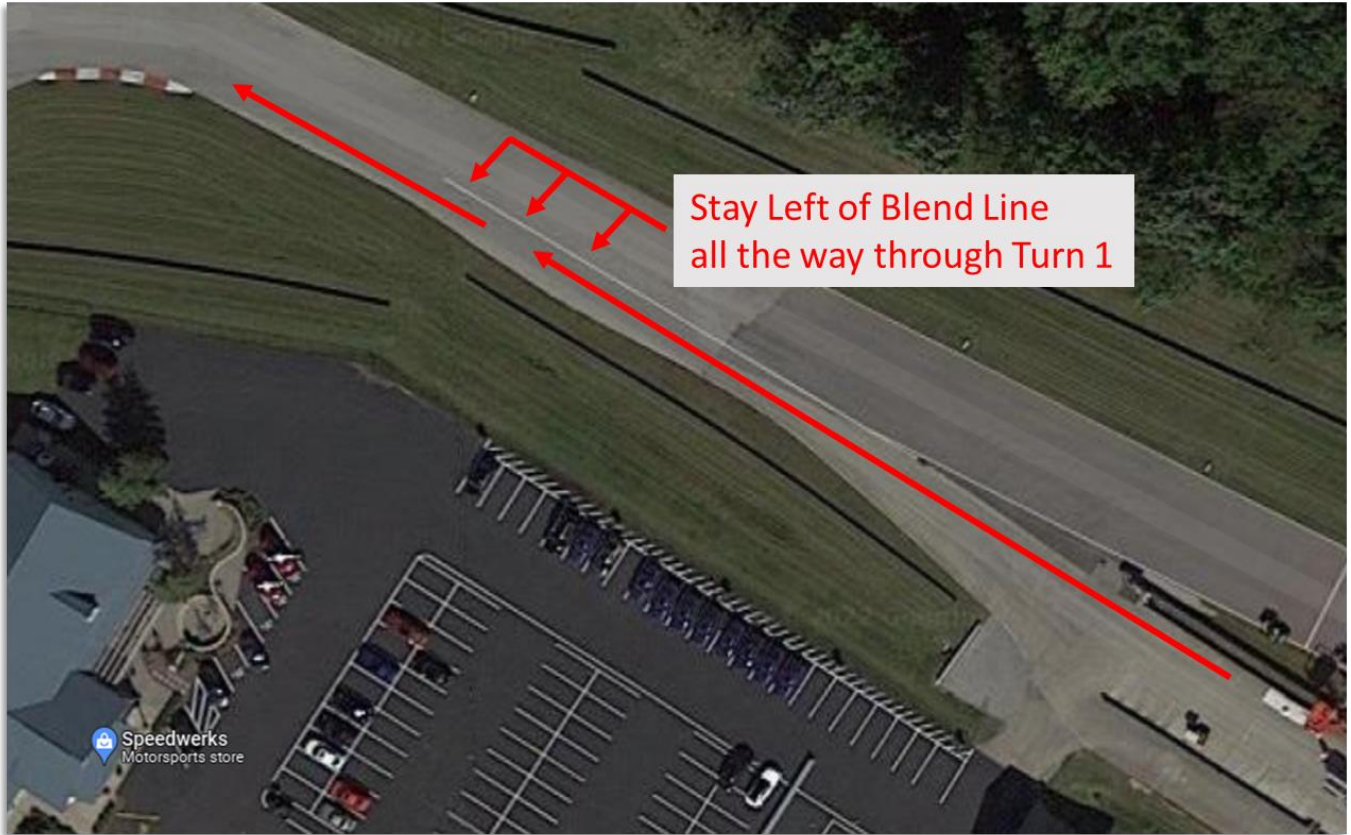 Stay Left of Blend Line
all the way through Turn 1
Speedwerks
Motorsports store